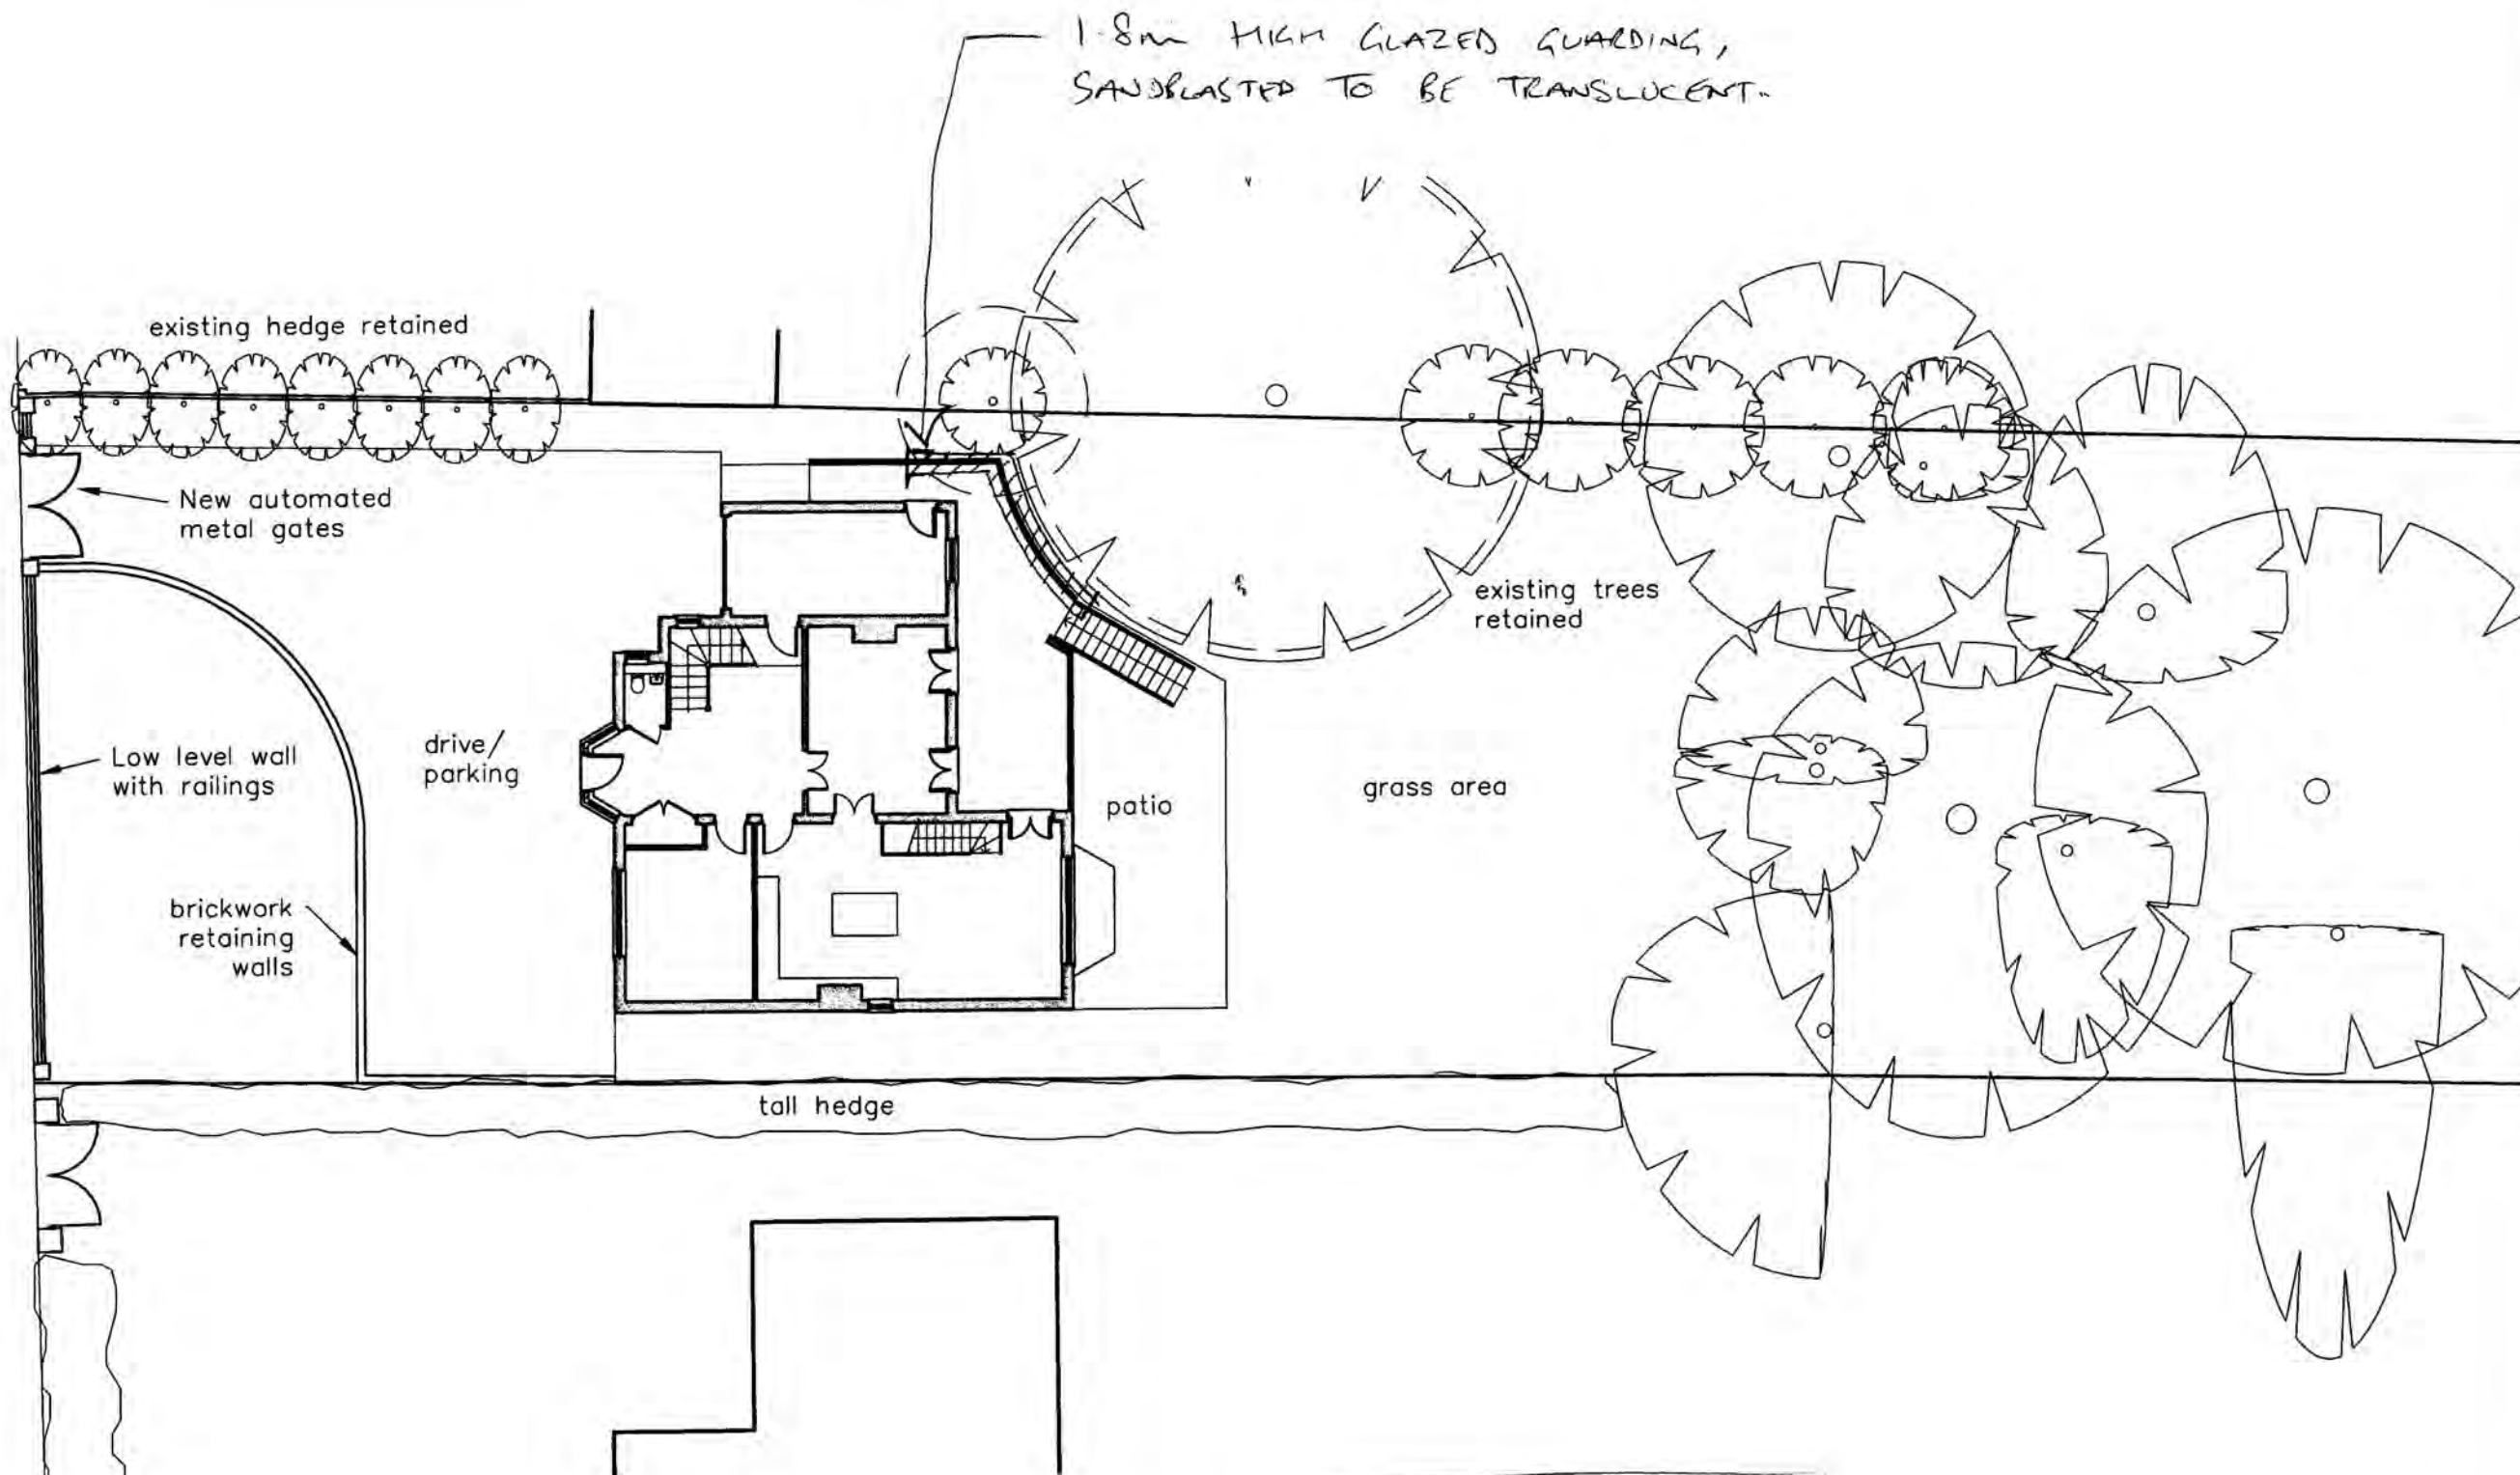 1.8m HIGH GLAZED GUARDING,
SANDBLASTED TO BE TRANSLUCENT.
existing hedge retained
New automated
metal gates
existing trees
retained
Low level wall
with railings
drive/
parking
patio
grass area
brickwork
retaining
walls
tall hedge